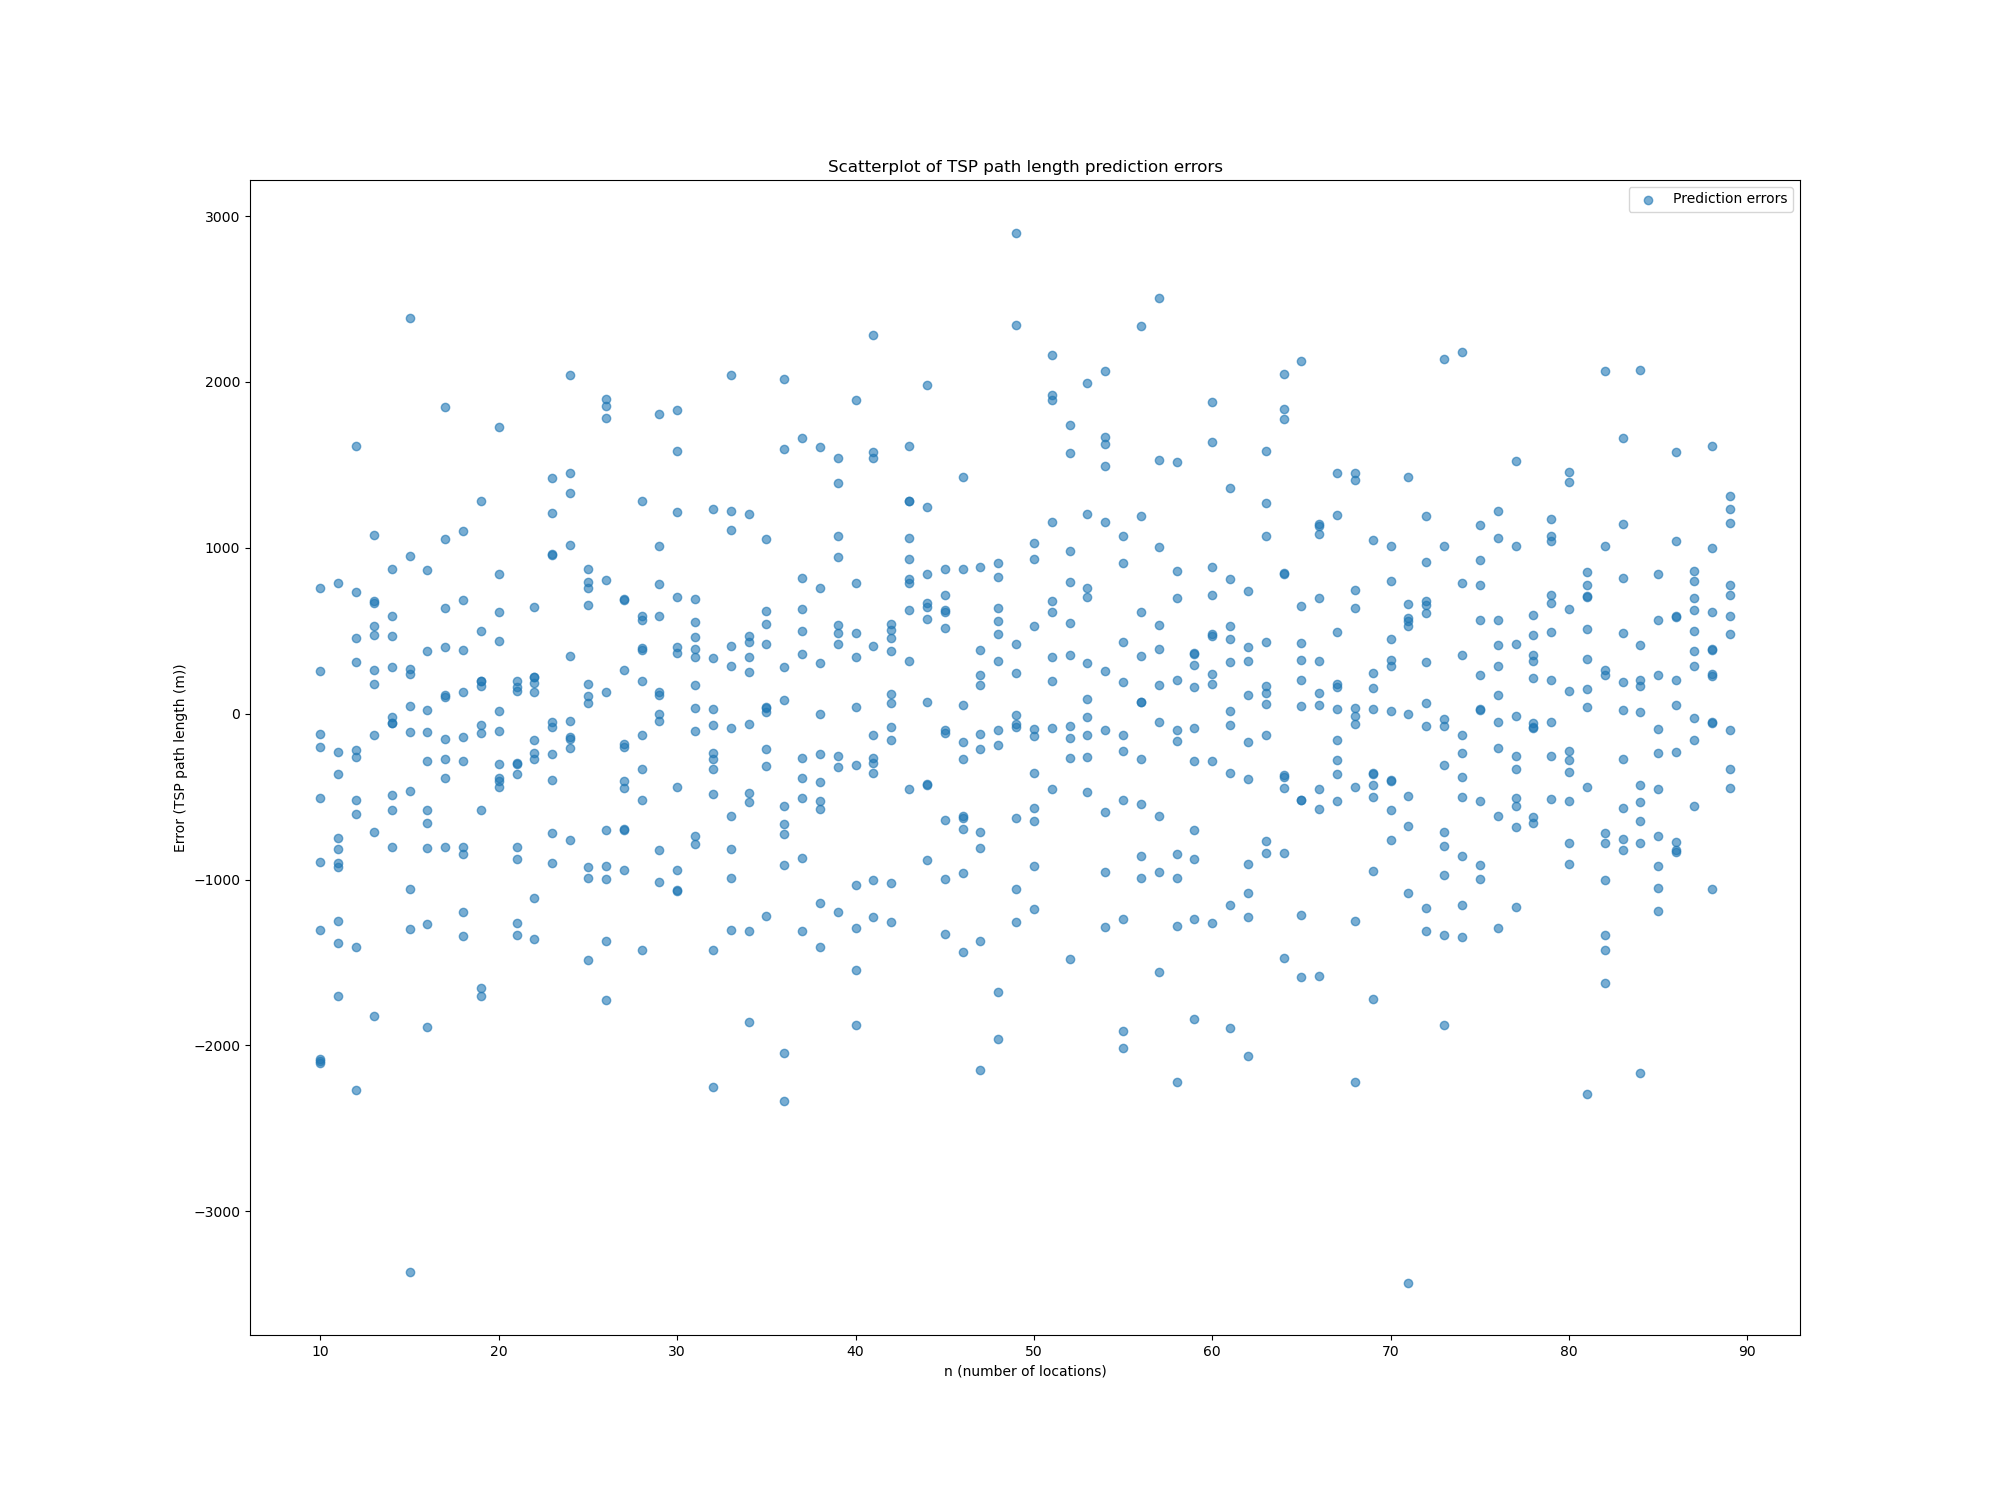 Scatterplot of TSP path length prediction errors
Prediction errors
3000
2000
1000
0
−1000
−2000
−3000
Error (TSP path length (m))
10 20 30 40 50 60 70 80 90
n (number of locations)